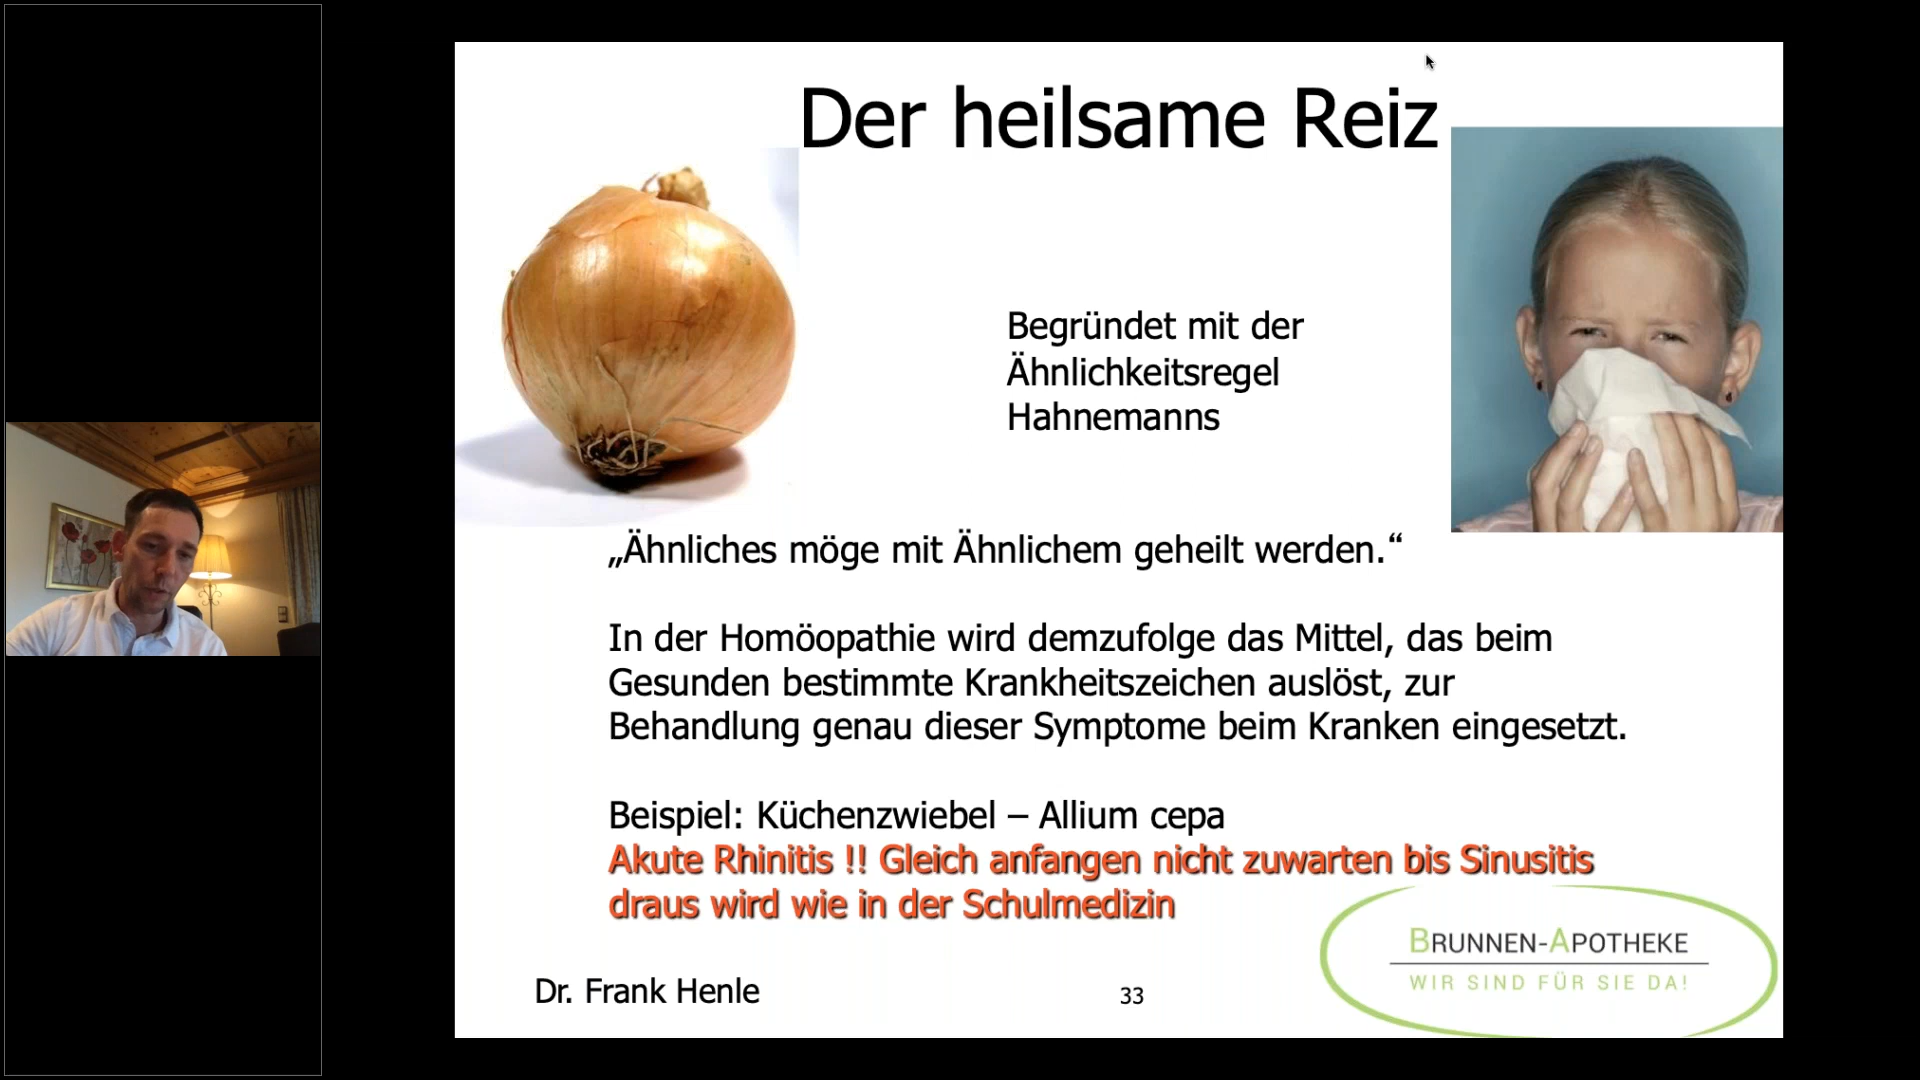 Der heilsame Reiz
Begründet mit der
Ähnlichkeitsregel
Hahnemanns
„Ähnliches möge mit Ähnlichem geheilt werden.“
In der Homöopathie wird demzufolge das Mittel, das beim
Gesunden bestimmte Krankheitszeichen auslöst, zur
Behandlung genau dieser Symptome beim Kranken eingesetzt.
Beispiel: Küchenzwiebel – Allium cepa
Akute Rhinitis !! Gleich anfangen nicht zuwarten bis Sinusitis
draus wird wie in der Schulmedizin
BRUNNEN-APOTHEKE
WIR SIND FÜR SIE DA!
Dr. Frank Henle
33